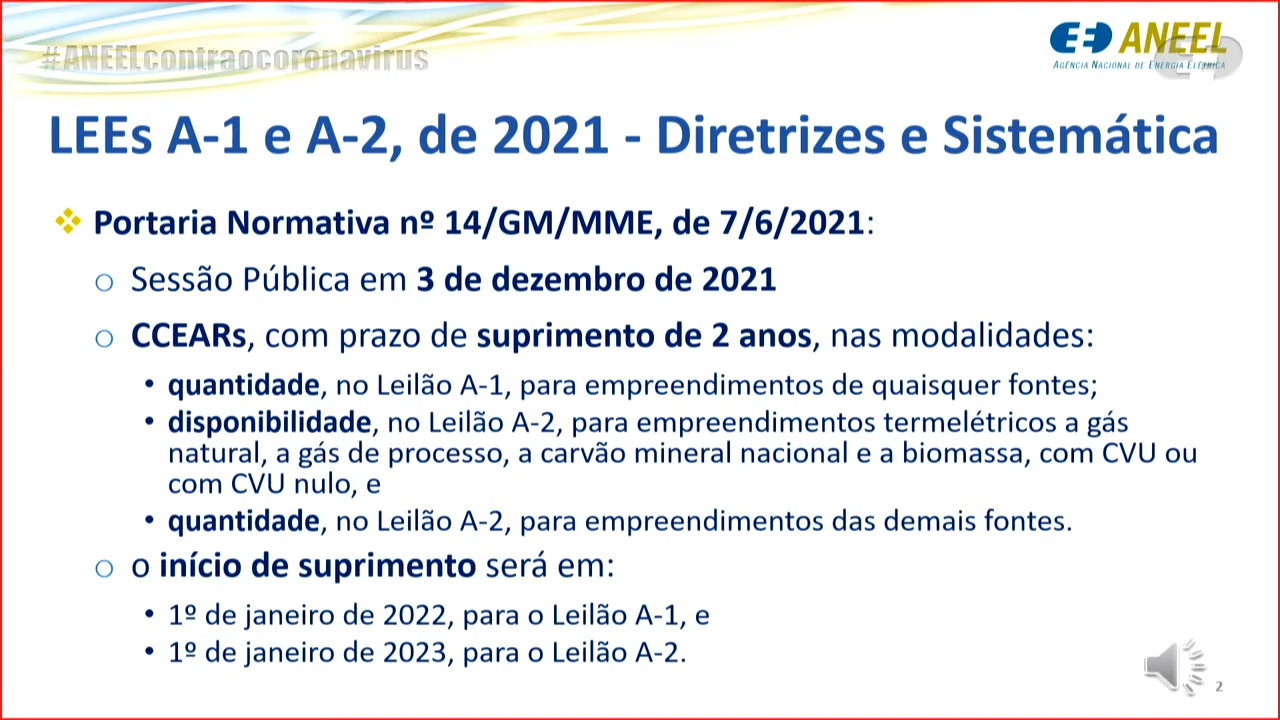 #ANEELcontraocoronavirus
ANEEL
AGÊNCIA NACIONAL DE ENERGIA ELÉTRICA
LEEs A-1 e A-2, de 2021 - Diretrizes e Sistemática
Portaria Normativa nº 14/GM/MME, de 7/6/2021:
o Sessão Pública em 3 de dezembro de 2021
o CCEARs, com prazo de suprimento de 2 anos, nas modalidades:
• quantidade, no Leilão A-1, para empreendimentos de quaisquer fontes;
• disponibilidade, no Leilão A-2, para empreendimentos termelétricos a gás
natural, a gás de processo, a carvão mineral nacional e a biomassa, com CVU ou
com CVU nulo, e
• quantidade, no Leilão A-2, para empreendimentos das demais fontes.
o o início de suprimento será em:
• 1º de janeiro de 2022, para o Leilão A-1, e
• 1º de janeiro de 2023, para o Leilão A-2.
2